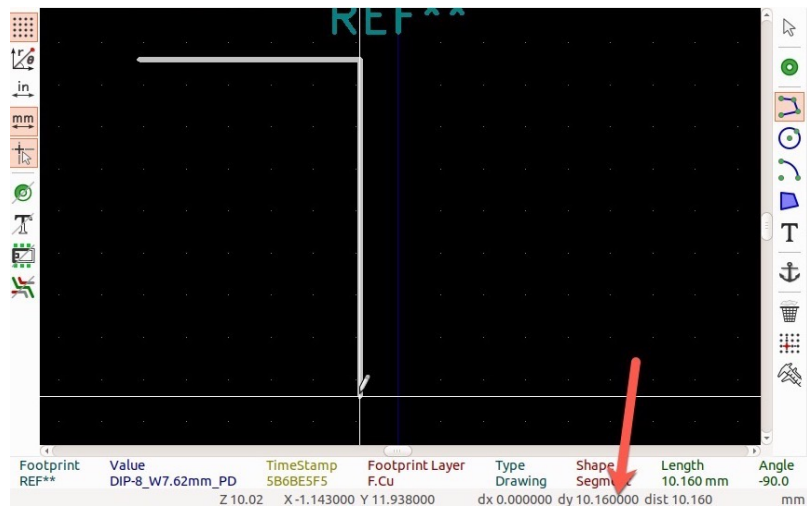 REF**
in
mm
T
T
Footprint Value TimeStamp Footprint Layer Type Shape Length Angle
REF** DIP-8_W7.62mm_PD 5B6BE5F5 F.Cu Drawing Segment 10.160 mm -90.0
Z 10.02 X -1.143000 Y 11.938000 dx 0.000000 dy 10.160000 dist 10.160 mm